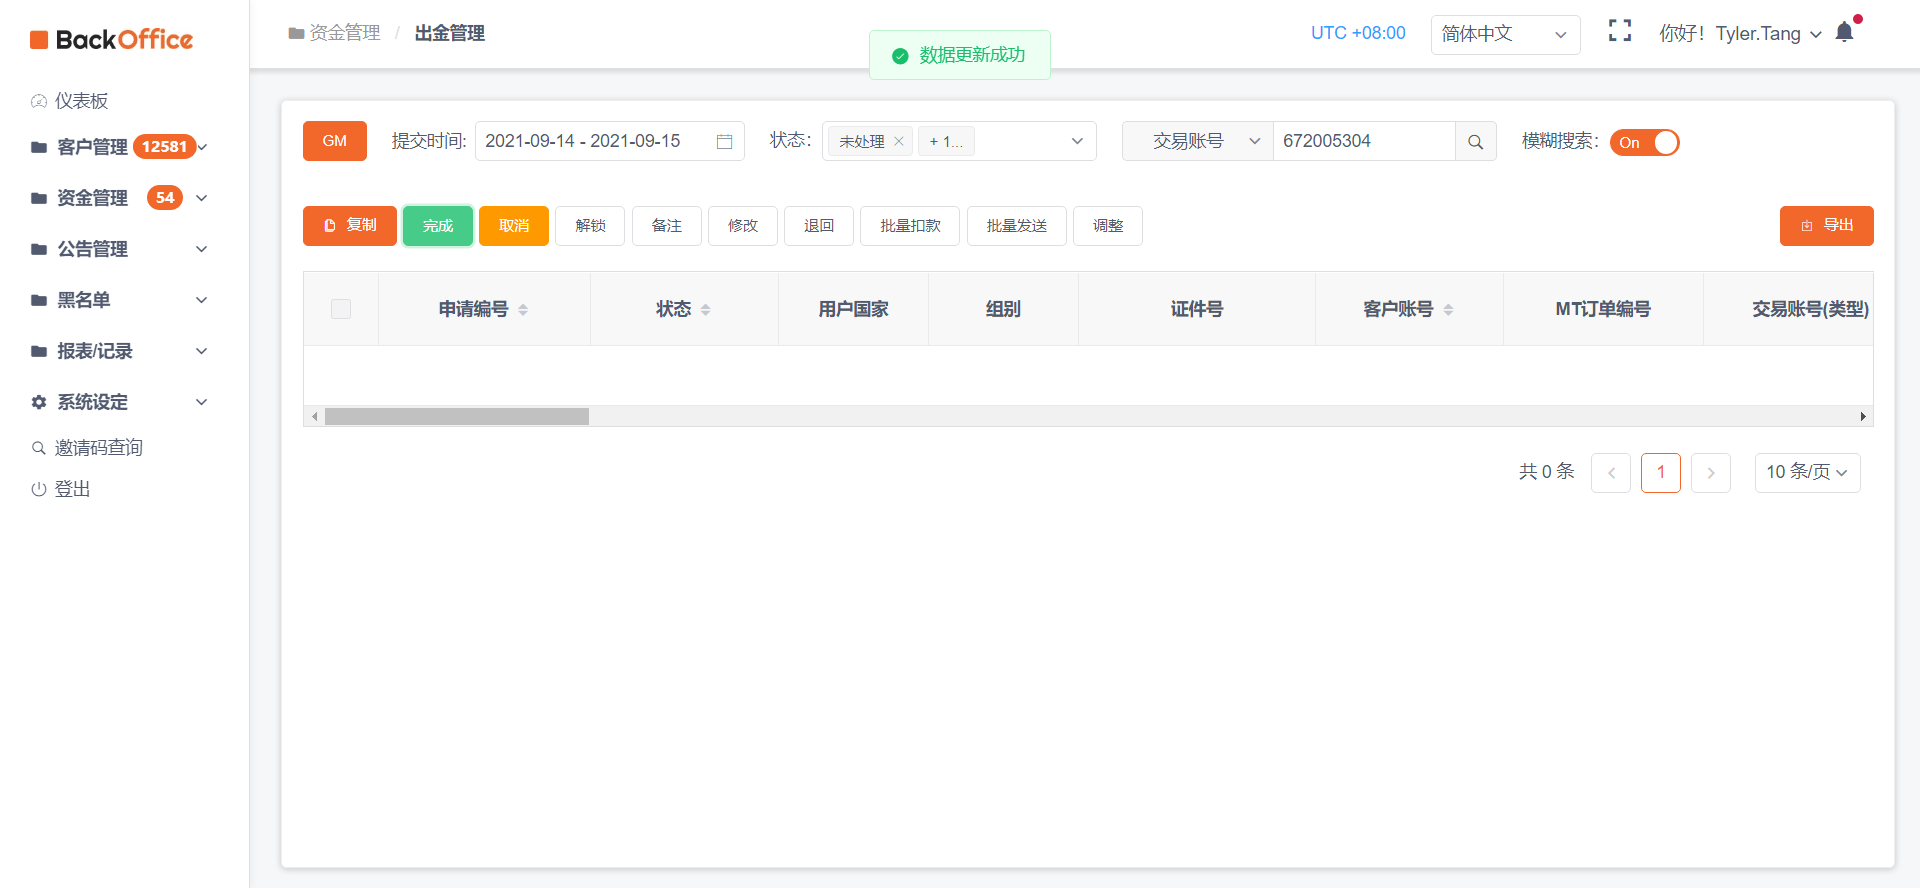 BackOffice
资金管理 / 出金管理
数据更新成功
UTC +08:00
简体中文
你好！Tyler.Tang
仪表板
客户管理 12581
资金管理 54
公告管理
黑名单
报表/记录
系统设定
邀请码查询
登出
GM
提交时间: 2021-09-14 - 2021-09-15
状态: 未处理 + 1...
交易账号 672005304
模糊搜索: On
复制 完成 取消 解锁 备注 修改 退回 批量扣款 批量发送 调整 导出
申请编号 状态 用户国家 组别 证件号 客户账号 MT订单编号 交易账号(类型)
共 0 条 1 10 条/页